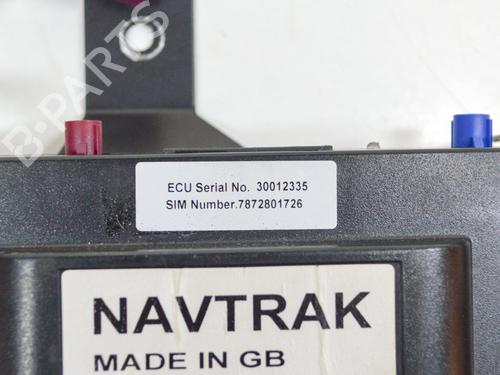 B-PARTS
ECU Serial No. 30012335
SIM Number.7872801726
NAVTRAK
MADE IN GB